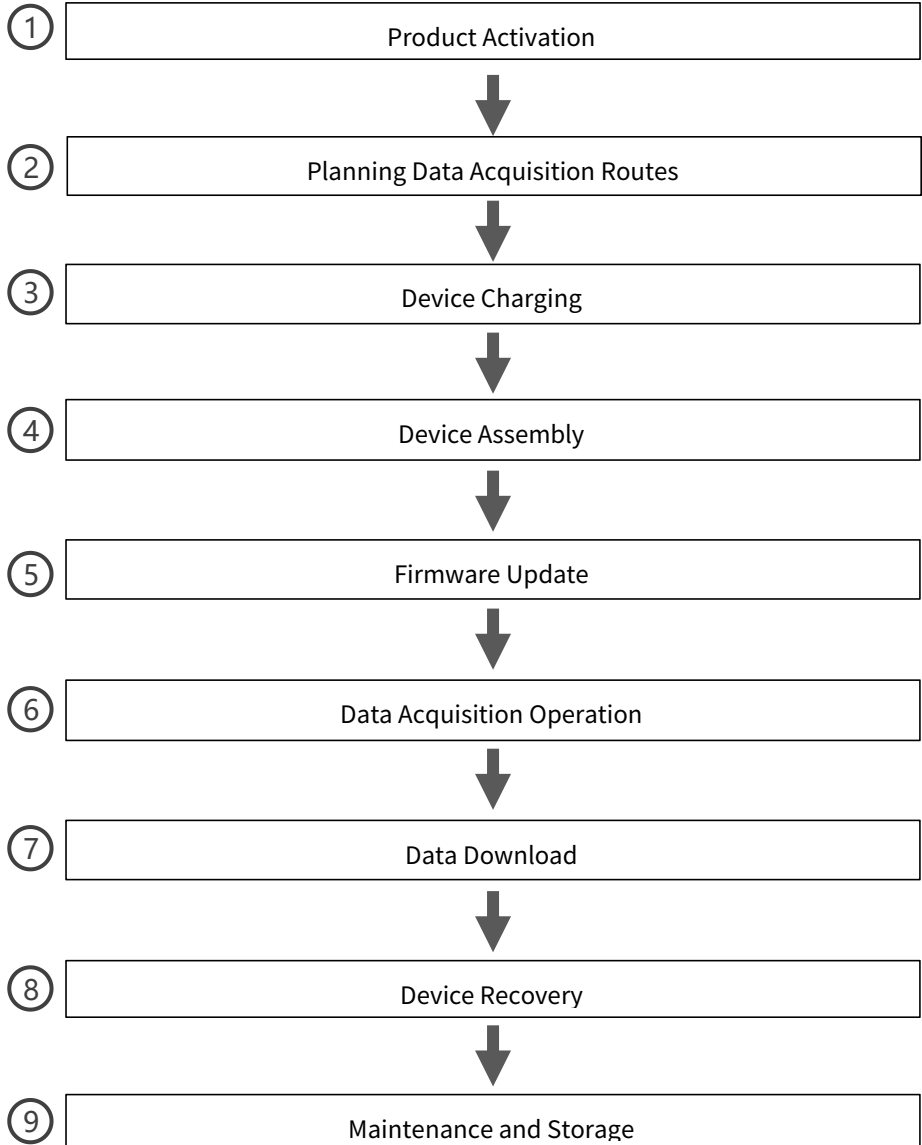 ① Product Activation
② Planning Data Acquisition Routes
③ Device Charging
④ Device Assembly
⑤ Firmware Update
⑥ Data Acquisition Operation
⑦ Data Download
⑧ Device Recovery
⑨ Maintenance and Storage